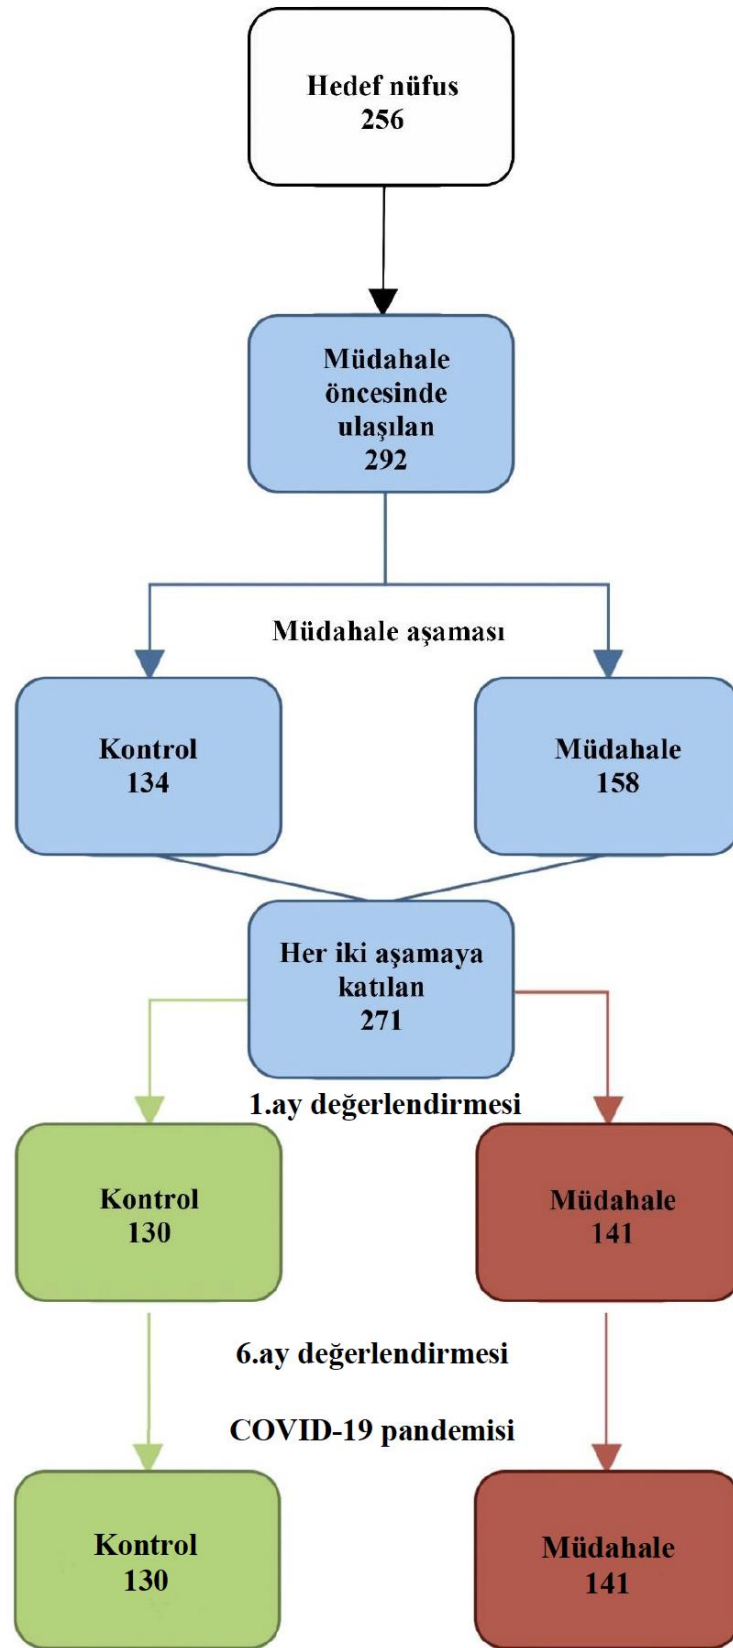 Hedef nüfus
256
Müdahale
öncesinde
ulaşılan
292
Müdahale aşaması
Kontrol
134
Müdahale
158
Her iki aşamaya
katılan
271
1.ay değerlendirmesi
Kontrol
130
Müdahale
141
6.ay değerlendirmesi
COVID-19 pandemisi
Kontrol
130
Müdahale
141